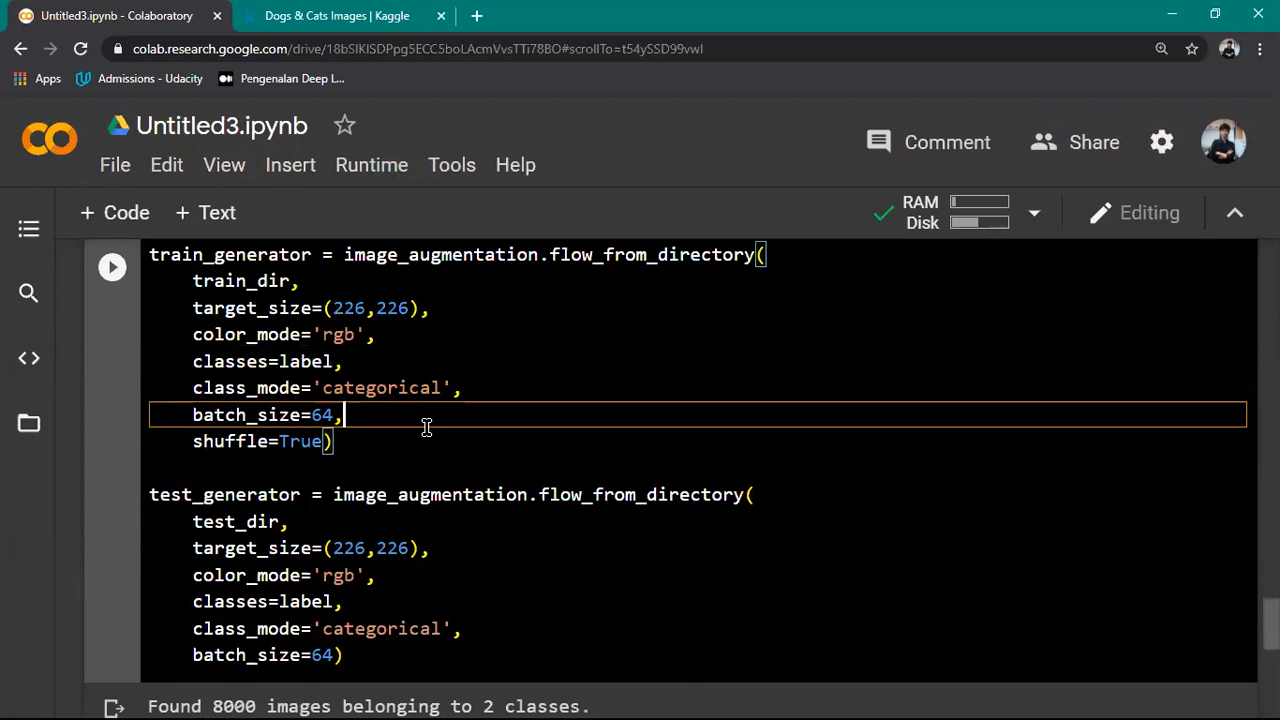 Untitled3.ipynb - Colaboratory
Dogs & Cats Images | Kaggle
colab.research.google.com/drive/18bSlKISDPpg5ECC5boLAcmVvsTTi78BO#scrollTo=t54ySSD99vwI
Apps
Admissions - Udacity
Pengenalan Deep L...
Untitled3.ipynb
File Edit View Insert Runtime Tools Help
Comment
Share
+ Code + Text
RAM
Disk
Editing
train_generator = image_augmentation.flow_from_directory(
train_dir,
target_size=(226,226),
color_mode='rgb',
classes=label,
class_mode='categorical',
batch_size=64,
shuffle=True)
test_generator = image_augmentation.flow_from_directory(
test_dir,
target_size=(226,226),
color_mode='rgb',
classes=label,
class_mode='categorical',
batch_size=64)
Found 8000 images belonging to 2 classes.